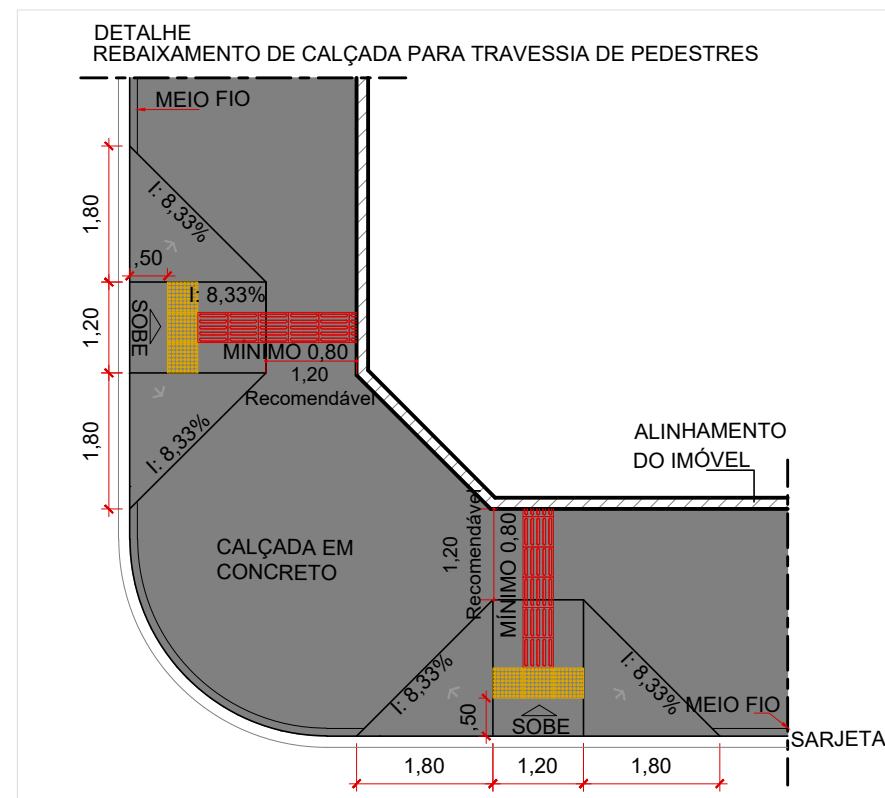 DETALHE
REBAIXAMENTO DE CALÇADA PARA TRAVESSIA DE PEDESTRES
MEIO FIO
1,80
I: 8,33%
,50
I: 8,33%
1,20
SOBE
MÍNIMO 0,80
1,20
Recomendável
1,80
I: 8,33%
ALINHAMENTO
DO IMÓVEL
CALÇADA EM
CONCRETO
1,20
Recomendável
MÍNIMO 0,80
I: 8,33%
I: 8,33%
,50
SOBE
MEIO FIO
SARJETA
1,80
1,20
1,80